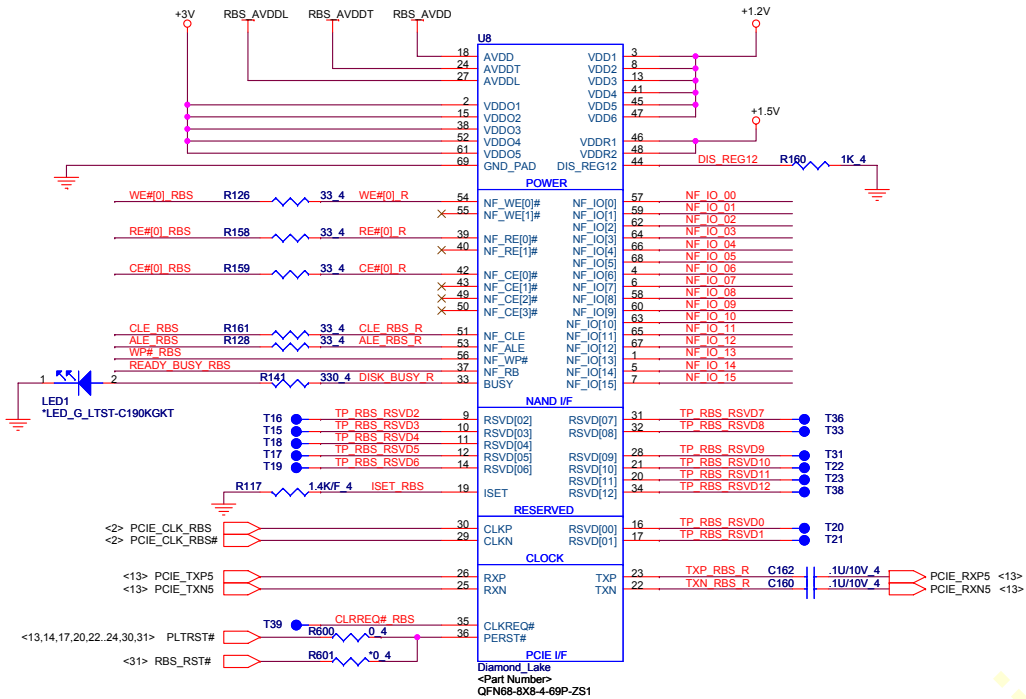 +3V RBS_AVDDL RBS_AVDDT RBS_AVDD +1.2V
U8
18 AVDD VDD1 3
24 AVDDT VDD2 8
27 AVDDL VDD3 13
VDD4 41
2 VDDO1 VDD5 45
15 VDDO2 VDD6 47
38 VDDO3 +1.5V
52 VDDO4 VDDR1 46
61 VDDO5 VDDR2 48
69 GND_PAD DIS_REG12 44 DIS_REG12 R160 1K_4
POWER
WE#[0]_RBS R126 33_4 WE#[0]_R 54 NF_WE[0]# NF_IO[0] 57 NF_IO_00
55 NF_WE[1]# NF_IO[1] 59 NF_IO_01
NF_IO[2] 62 NF_IO_02
RE#[0]_RBS R158 33_4 RE#[0]_R 39 NF_RE[0]# NF_IO[3] 64 NF_IO_03
40 NF_RE[1]# NF_IO[4] 66 NF_IO_04
NF_IO[5] 68 NF_IO_05
CE#[0]_RBS R159 33_4 CE#[0]_R 42 NF_CE[0]# NF_IO[6] 4 NF_IO_06
43 NF_CE[1]# NF_IO[7] 6 NF_IO_07
49 NF_CE[2]# NF_IO[8] 58 NF_IO_08
50 NF_CE[3]# NF_IO[9] 60 NF_IO_09
NF_IO[10] 63 NF_IO_10
CLE_RBS R161 33_4 CLE_RBS_R 51 NF_CLE NF_IO[11] 65 NF_IO_11
ALE_RBS R128 33_4 ALE_RBS_R 53 NF_ALE NF_IO[12] 67 NF_IO_12
WP#_RBS 56 NF_WP# NF_IO[13] 1 NF_IO_13
READY_BUSY_RBS 37 NF_RB NF_IO[14] 5 NF_IO_14
1 2 R141 330_4 DISK_BUSY_R 33 BUSY NF_IO[15] 7 NF_IO_15
LED1
*LED_G_LTST-C190KGKT
NAND I/F
T16 TP_RBS_RSVD2 9 RSVD[02] RSVD[07] 31 TP_RBS_RSVD7 T36
T15 TP_RBS_RSVD3 10 RSVD[03] RSVD[08] 32 TP_RBS_RSVD8 T33
T18 TP_RBS_RSVD4 11 RSVD[04]
T17 TP_RBS_RSVD5 12 RSVD[05] RSVD[09] 28 TP_RBS_RSVD9 T31
T19 TP_RBS_RSVD6 14 RSVD[06] RSVD[10] 21 TP_RBS_RSVD10 T22
RSVD[11] 20 TP_RBS_RSVD11 T23
R117 1.4K/F_4 ISET_RBS 19 ISET RSVD[12] 34 TP_RBS_RSVD12 T38
RESERVED
<2> PCIE_CLK_RBS 30 CLKP RSVD[00] 16 TP_RBS_RSVD0 T20
<2> PCIE_CLK_RBS# 29 CLKN RSVD[01] 17 TP_RBS_RSVD1 T21
CLOCK
<13> PCIE_TXP5 26 RXP TXP 23 TXP_RBS_R C162 .1U/10V_4 PCIE_RXP5 <13>
<13> PCIE_TXN5 25 RXN TXN 22 TXN_RBS_R C160 .1U/10V_4 PCIE_RXN5 <13>
T39 CLRREQ#_RBS 35 CLKREQ#
<13,14,17,20,22..24,30,31> PLTRST# R600 0_4 36 PERST#
<31> RBS_RST# R601 *0_4
PCIE I/F
Diamond_Lake
<Part Number>
QFN68-8X8-4-69P-ZS1